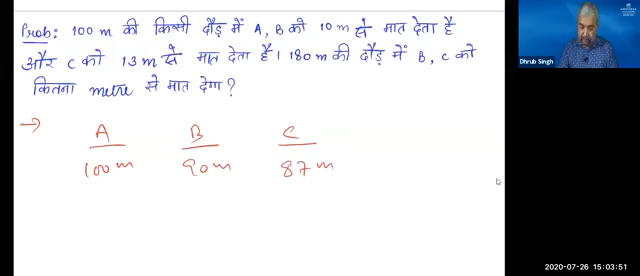 Prob: 100 m की किसी दौड़ में A, B को 10 m से मात देता है
और C को 13 m से मात देता है। 180 m की दौड़ में B, C को
कितना metre से मात देगा?
→ A B C
100 m 90 m 87 m
Dhrub Singh
2020-07-26 15:03:51